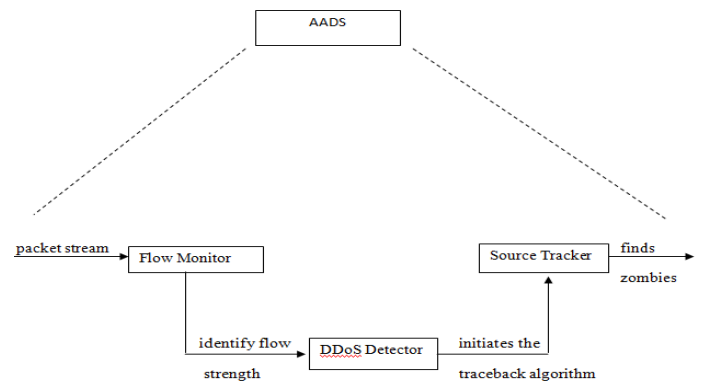 AADS
packet stream
Flow Monitor
Source Tracker
finds
zombies
identify flow
strength
DDoS Detector
initiates the
traceback algorithm